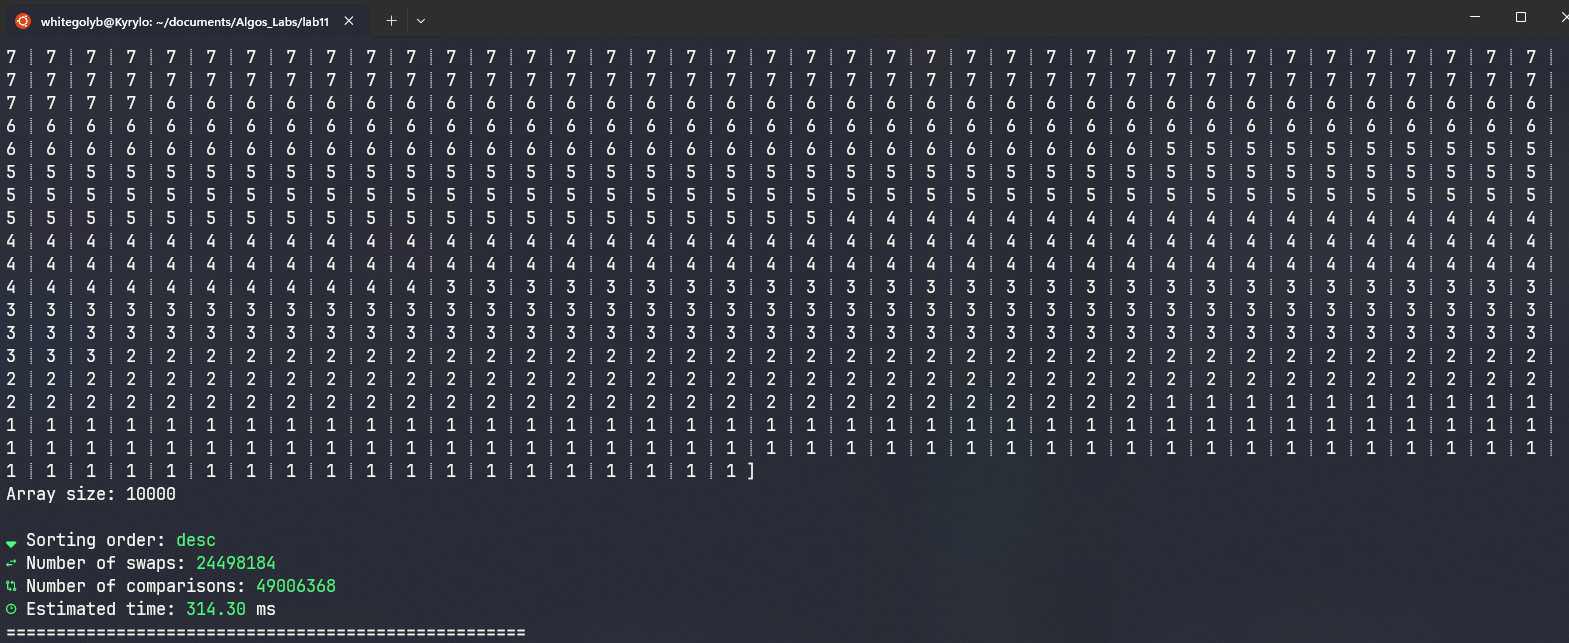 whitegolyb@Kyrylo: ~/documents/Algos_Labs/lab11
7 ┊ 7 ┊ 7 ┊ 7 ┊ 7 ┊ 7 ┊ 7 ┊ 7 ┊ 7 ┊ 7 ┊ 7 ┊ 7 ┊ 7 ┊ 7 ┊ 7 ┊ 7 ┊ 7 ┊ 7 ┊ 7 ┊ 7 ┊ 7 ┊ 7 ┊ 7 ┊ 7 ┊ 7 ┊ 7 ┊ 7 ┊ 7 ┊ 7 ┊ 7 ┊ 7 ┊ 7 ┊ 7 ┊ 7 ┊ 7 ┊ 7 ┊ 7 ┊ 7 ┊ 7 ┊
7 ┊ 7 ┊ 7 ┊ 7 ┊ 7 ┊ 7 ┊ 7 ┊ 7 ┊ 7 ┊ 7 ┊ 7 ┊ 7 ┊ 7 ┊ 7 ┊ 7 ┊ 7 ┊ 7 ┊ 7 ┊ 7 ┊ 7 ┊ 7 ┊ 7 ┊ 7 ┊ 7 ┊ 7 ┊ 7 ┊ 7 ┊ 7 ┊ 7 ┊ 7 ┊ 7 ┊ 7 ┊ 7 ┊ 7 ┊ 7 ┊ 7 ┊ 7 ┊ 7 ┊ 7 ┊
7 ┊ 7 ┊ 7 ┊ 7 ┊ 6 ┊ 6 ┊ 6 ┊ 6 ┊ 6 ┊ 6 ┊ 6 ┊ 6 ┊ 6 ┊ 6 ┊ 6 ┊ 6 ┊ 6 ┊ 6 ┊ 6 ┊ 6 ┊ 6 ┊ 6 ┊ 6 ┊ 6 ┊ 6 ┊ 6 ┊ 6 ┊ 6 ┊ 6 ┊ 6 ┊ 6 ┊ 6 ┊ 6 ┊ 6 ┊ 6 ┊ 6 ┊ 6 ┊ 6 ┊ 6 ┊
6 ┊ 6 ┊ 6 ┊ 6 ┊ 6 ┊ 6 ┊ 6 ┊ 6 ┊ 6 ┊ 6 ┊ 6 ┊ 6 ┊ 6 ┊ 6 ┊ 6 ┊ 6 ┊ 6 ┊ 6 ┊ 6 ┊ 6 ┊ 6 ┊ 6 ┊ 6 ┊ 6 ┊ 6 ┊ 6 ┊ 6 ┊ 6 ┊ 6 ┊ 6 ┊ 6 ┊ 6 ┊ 6 ┊ 6 ┊ 6 ┊ 6 ┊ 6 ┊ 6 ┊ 6 ┊
6 ┊ 6 ┊ 6 ┊ 6 ┊ 6 ┊ 6 ┊ 6 ┊ 6 ┊ 6 ┊ 6 ┊ 6 ┊ 6 ┊ 6 ┊ 6 ┊ 6 ┊ 6 ┊ 6 ┊ 6 ┊ 6 ┊ 6 ┊ 6 ┊ 6 ┊ 6 ┊ 6 ┊ 6 ┊ 6 ┊ 6 ┊ 6 ┊ 6 ┊ 5 ┊ 5 ┊ 5 ┊ 5 ┊ 5 ┊ 5 ┊ 5 ┊ 5 ┊ 5 ┊ 5 ┊
5 ┊ 5 ┊ 5 ┊ 5 ┊ 5 ┊ 5 ┊ 5 ┊ 5 ┊ 5 ┊ 5 ┊ 5 ┊ 5 ┊ 5 ┊ 5 ┊ 5 ┊ 5 ┊ 5 ┊ 5 ┊ 5 ┊ 5 ┊ 5 ┊ 5 ┊ 5 ┊ 5 ┊ 5 ┊ 5 ┊ 5 ┊ 5 ┊ 5 ┊ 5 ┊ 5 ┊ 5 ┊ 5 ┊ 5 ┊ 5 ┊ 5 ┊ 5 ┊ 5 ┊ 5 ┊
5 ┊ 5 ┊ 5 ┊ 5 ┊ 5 ┊ 5 ┊ 5 ┊ 5 ┊ 5 ┊ 5 ┊ 5 ┊ 5 ┊ 5 ┊ 5 ┊ 5 ┊ 5 ┊ 5 ┊ 5 ┊ 5 ┊ 5 ┊ 5 ┊ 5 ┊ 5 ┊ 5 ┊ 5 ┊ 5 ┊ 5 ┊ 5 ┊ 5 ┊ 5 ┊ 5 ┊ 5 ┊ 5 ┊ 5 ┊ 5 ┊ 5 ┊ 5 ┊ 5 ┊ 5 ┊
5 ┊ 5 ┊ 5 ┊ 5 ┊ 5 ┊ 5 ┊ 5 ┊ 5 ┊ 5 ┊ 5 ┊ 5 ┊ 5 ┊ 5 ┊ 5 ┊ 5 ┊ 5 ┊ 5 ┊ 5 ┊ 5 ┊ 5 ┊ 5 ┊ 4 ┊ 4 ┊ 4 ┊ 4 ┊ 4 ┊ 4 ┊ 4 ┊ 4 ┊ 4 ┊ 4 ┊ 4 ┊ 4 ┊ 4 ┊ 4 ┊ 4 ┊ 4 ┊ 4 ┊ 4 ┊
4 ┊ 4 ┊ 4 ┊ 4 ┊ 4 ┊ 4 ┊ 4 ┊ 4 ┊ 4 ┊ 4 ┊ 4 ┊ 4 ┊ 4 ┊ 4 ┊ 4 ┊ 4 ┊ 4 ┊ 4 ┊ 4 ┊ 4 ┊ 4 ┊ 4 ┊ 4 ┊ 4 ┊ 4 ┊ 4 ┊ 4 ┊ 4 ┊ 4 ┊ 4 ┊ 4 ┊ 4 ┊ 4 ┊ 4 ┊ 4 ┊ 4 ┊ 4 ┊ 4 ┊ 4 ┊
4 ┊ 4 ┊ 4 ┊ 4 ┊ 4 ┊ 4 ┊ 4 ┊ 4 ┊ 4 ┊ 4 ┊ 4 ┊ 4 ┊ 4 ┊ 4 ┊ 4 ┊ 4 ┊ 4 ┊ 4 ┊ 4 ┊ 4 ┊ 4 ┊ 4 ┊ 4 ┊ 4 ┊ 4 ┊ 4 ┊ 4 ┊ 4 ┊ 4 ┊ 4 ┊ 4 ┊ 4 ┊ 4 ┊ 4 ┊ 4 ┊ 4 ┊ 4 ┊ 4 ┊ 4 ┊
4 ┊ 4 ┊ 4 ┊ 4 ┊ 4 ┊ 4 ┊ 4 ┊ 4 ┊ 4 ┊ 4 ┊ 4 ┊ 3 ┊ 3 ┊ 3 ┊ 3 ┊ 3 ┊ 3 ┊ 3 ┊ 3 ┊ 3 ┊ 3 ┊ 3 ┊ 3 ┊ 3 ┊ 3 ┊ 3 ┊ 3 ┊ 3 ┊ 3 ┊ 3 ┊ 3 ┊ 3 ┊ 3 ┊ 3 ┊ 3 ┊ 3 ┊ 3 ┊ 3 ┊ 3 ┊
3 ┊ 3 ┊ 3 ┊ 3 ┊ 3 ┊ 3 ┊ 3 ┊ 3 ┊ 3 ┊ 3 ┊ 3 ┊ 3 ┊ 3 ┊ 3 ┊ 3 ┊ 3 ┊ 3 ┊ 3 ┊ 3 ┊ 3 ┊ 3 ┊ 3 ┊ 3 ┊ 3 ┊ 3 ┊ 3 ┊ 3 ┊ 3 ┊ 3 ┊ 3 ┊ 3 ┊ 3 ┊ 3 ┊ 3 ┊ 3 ┊ 3 ┊ 3 ┊ 3 ┊ 3 ┊
3 ┊ 3 ┊ 3 ┊ 3 ┊ 3 ┊ 3 ┊ 3 ┊ 3 ┊ 3 ┊ 3 ┊ 3 ┊ 3 ┊ 3 ┊ 3 ┊ 3 ┊ 3 ┊ 3 ┊ 3 ┊ 3 ┊ 3 ┊ 3 ┊ 3 ┊ 3 ┊ 3 ┊ 3 ┊ 3 ┊ 3 ┊ 3 ┊ 3 ┊ 3 ┊ 3 ┊ 3 ┊ 3 ┊ 3 ┊ 3 ┊ 3 ┊ 3 ┊ 3 ┊ 3 ┊
3 ┊ 3 ┊ 3 ┊ 2 ┊ 2 ┊ 2 ┊ 2 ┊ 2 ┊ 2 ┊ 2 ┊ 2 ┊ 2 ┊ 2 ┊ 2 ┊ 2 ┊ 2 ┊ 2 ┊ 2 ┊ 2 ┊ 2 ┊ 2 ┊ 2 ┊ 2 ┊ 2 ┊ 2 ┊ 2 ┊ 2 ┊ 2 ┊ 2 ┊ 2 ┊ 2 ┊ 2 ┊ 2 ┊ 2 ┊ 2 ┊ 2 ┊ 2 ┊ 2 ┊ 2 ┊
2 ┊ 2 ┊ 2 ┊ 2 ┊ 2 ┊ 2 ┊ 2 ┊ 2 ┊ 2 ┊ 2 ┊ 2 ┊ 2 ┊ 2 ┊ 2 ┊ 2 ┊ 2 ┊ 2 ┊ 2 ┊ 2 ┊ 2 ┊ 2 ┊ 2 ┊ 2 ┊ 2 ┊ 2 ┊ 2 ┊ 2 ┊ 2 ┊ 2 ┊ 2 ┊ 2 ┊ 2 ┊ 2 ┊ 2 ┊ 2 ┊ 2 ┊ 2 ┊ 2 ┊ 2 ┊
2 ┊ 2 ┊ 2 ┊ 2 ┊ 2 ┊ 2 ┊ 2 ┊ 2 ┊ 2 ┊ 2 ┊ 2 ┊ 2 ┊ 2 ┊ 2 ┊ 2 ┊ 2 ┊ 2 ┊ 2 ┊ 2 ┊ 2 ┊ 2 ┊ 2 ┊ 2 ┊ 2 ┊ 2 ┊ 2 ┊ 2 ┊ 2 ┊ 2 ┊ 1 ┊ 1 ┊ 1 ┊ 1 ┊ 1 ┊ 1 ┊ 1 ┊ 1 ┊ 1 ┊ 1 ┊
1 ┊ 1 ┊ 1 ┊ 1 ┊ 1 ┊ 1 ┊ 1 ┊ 1 ┊ 1 ┊ 1 ┊ 1 ┊ 1 ┊ 1 ┊ 1 ┊ 1 ┊ 1 ┊ 1 ┊ 1 ┊ 1 ┊ 1 ┊ 1 ┊ 1 ┊ 1 ┊ 1 ┊ 1 ┊ 1 ┊ 1 ┊ 1 ┊ 1 ┊ 1 ┊ 1 ┊ 1 ┊ 1 ┊ 1 ┊ 1 ┊ 1 ┊ 1 ┊ 1 ┊ 1 ┊
1 ┊ 1 ┊ 1 ┊ 1 ┊ 1 ┊ 1 ┊ 1 ┊ 1 ┊ 1 ┊ 1 ┊ 1 ┊ 1 ┊ 1 ┊ 1 ┊ 1 ┊ 1 ┊ 1 ┊ 1 ┊ 1 ┊ 1 ┊ 1 ┊ 1 ┊ 1 ┊ 1 ┊ 1 ┊ 1 ┊ 1 ┊ 1 ┊ 1 ┊ 1 ┊ 1 ┊ 1 ┊ 1 ┊ 1 ┊ 1 ┊ 1 ┊ 1 ┊ 1 ┊ 1 ┊
1 ┊ 1 ┊ 1 ┊ 1 ┊ 1 ┊ 1 ┊ 1 ┊ 1 ┊ 1 ┊ 1 ┊ 1 ┊ 1 ┊ 1 ┊ 1 ┊ 1 ┊ 1 ┊ 1 ┊ 1 ┊ 1 ]
Array size: 10000
Sorting order: desc
Number of swaps: 24498184
Number of comparisons: 49006368
Estimated time: 314.30 ms
====================================================